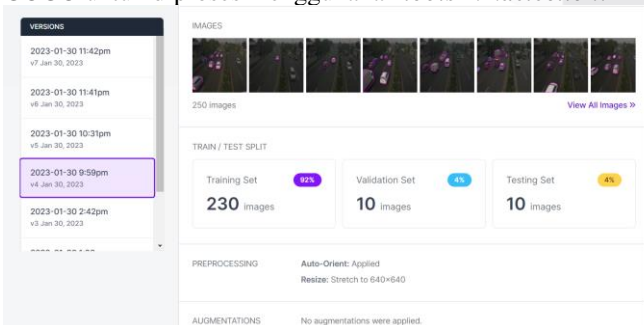 VERSIONS
2023-01-30 11:42pm
v7 Jan 30, 2023
2023-01-30 11:41pm
v6 Jan 30, 2023
2023-01-30 10:31pm
v5 Jan 30, 2023
2023-01-30 9:59pm
v4 Jan 30, 2023
2023-01-30 2:42pm
v3 Jan 30, 2023
IMAGES
250 images
View All Images »
TRAIN / TEST SPLIT
Training Set 92%
230 images
Validation Set 4%
10 images
Testing Set 4%
10 images
PREPROCESSING
Auto-Orient: Applied
Resize: Stretch to 640×640
AUGMENTATIONS
No augmentations were applied.